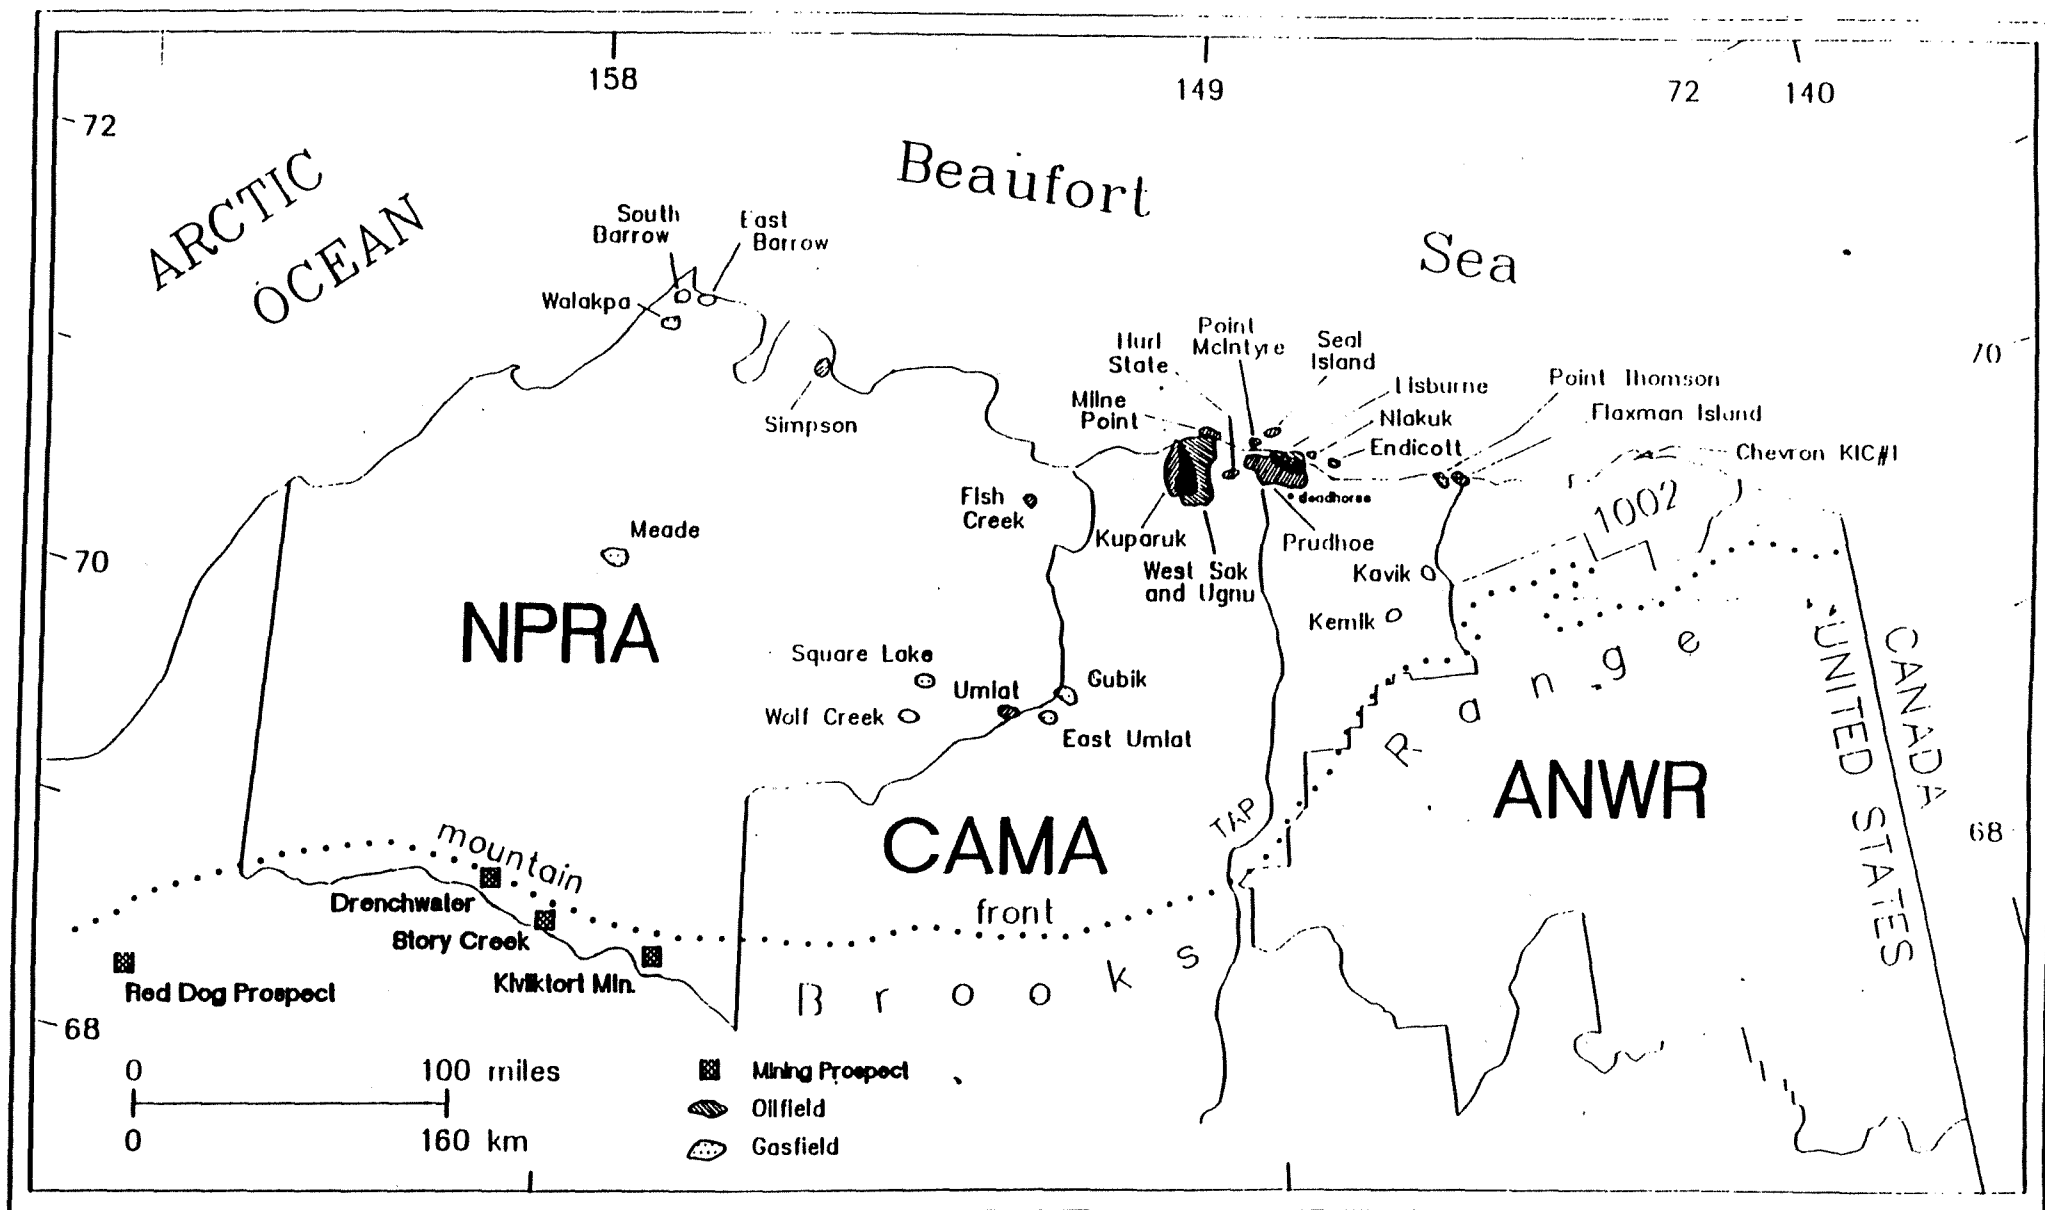 158
149
72
140
72
ARCTIC
OCEAN
Beaufort
Sea
South
Barrow
East
Barrow
Walakpa
Simpson
Hurl
State
Point
McIntyre
Seal
Island
70
Milne
Point
Lisburne
Niakuk
Endicott
Point Thomson
Flaxman Island
Chevron KIC#1
Fish
Creek
deadhorse
1002
Kuparuk
Prudhoe
West Sak
and Ugnu
Meade
70
NPRA
Kavik
Kemik
Square Lake
Umiat
Gubik
Wolf Creek
East Umiat
Range
CANADA
UNITED STATES
ANWR
TAP
CAMA
68
mountain
front
Drenchwater
Story Creek
Kiviktort Mtn.
Red Dog Prospect
Brooks
68
0 100 miles
0 160 km
Mining Prospect
Oilfield
Gasfield